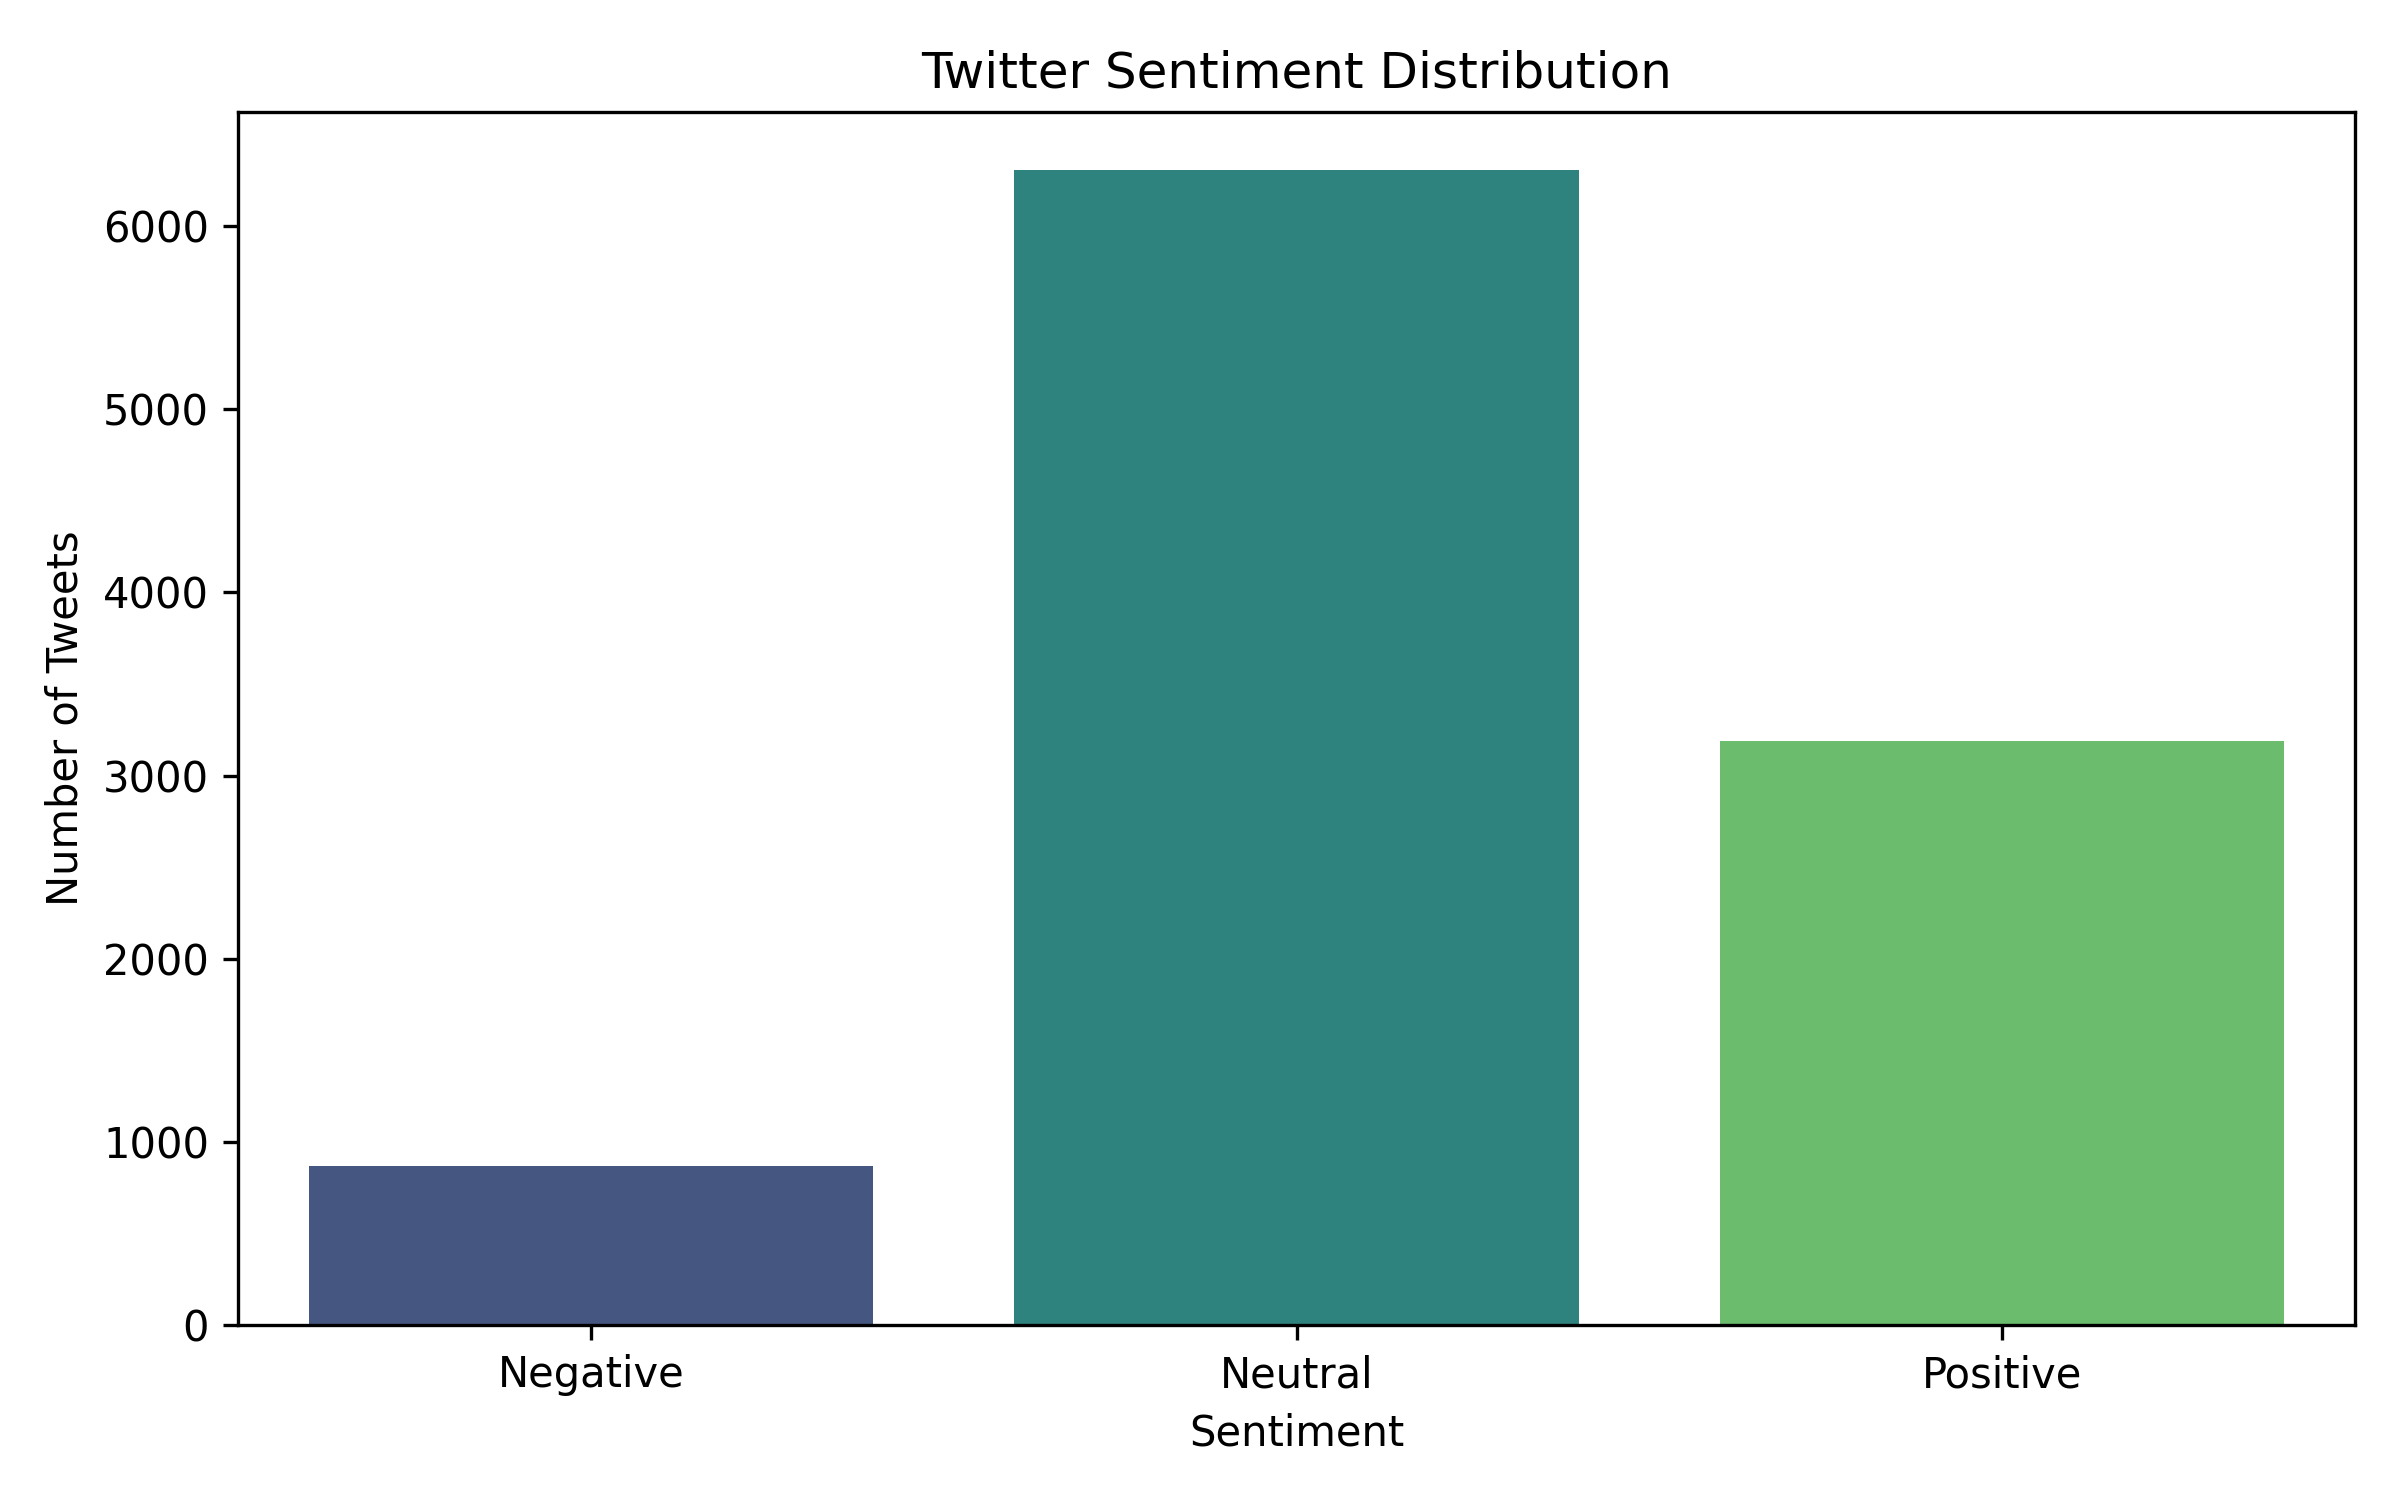 Twitter Sentiment Distribution
Number of Tweets
6000
5000
4000
3000
2000
1000
0
Negative
Neutral
Positive
Sentiment